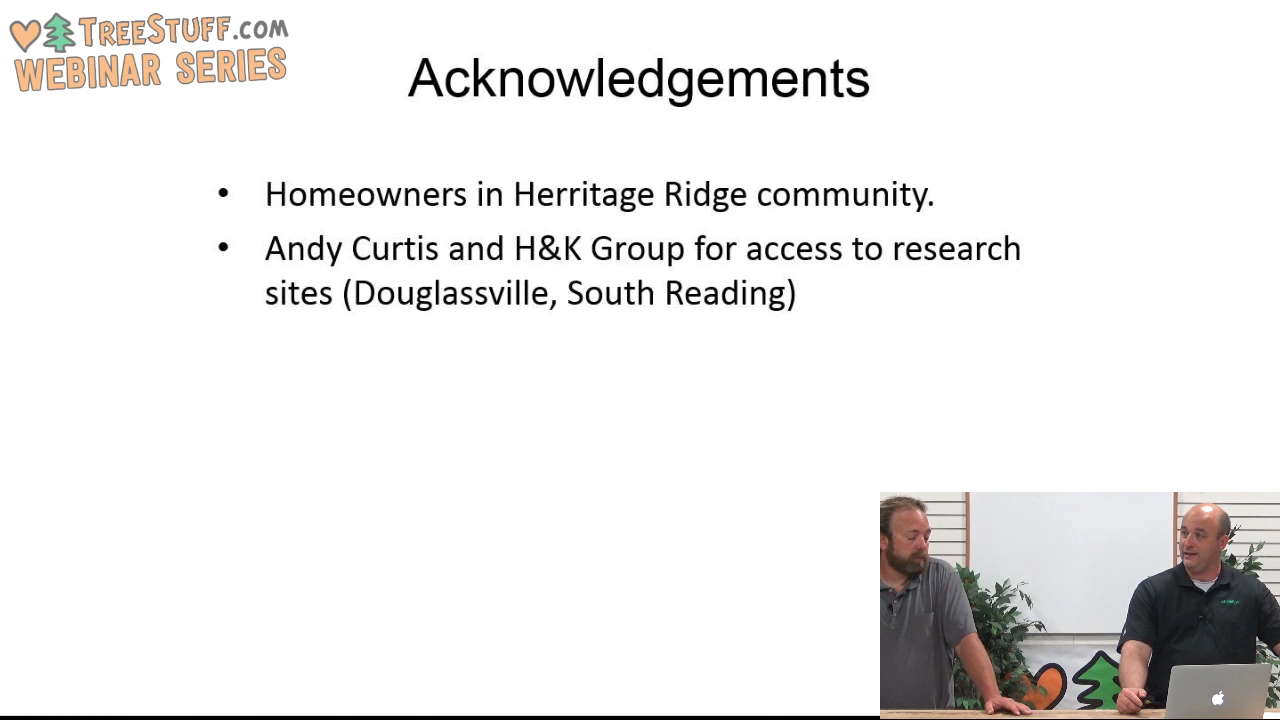 TREESTUFF.COM
WEBINAR SERIES
Acknowledgements
• Homeowners in Herritage Ridge community.
• Andy Curtis and H&K Group for access to research
sites (Douglassville, South Reading)